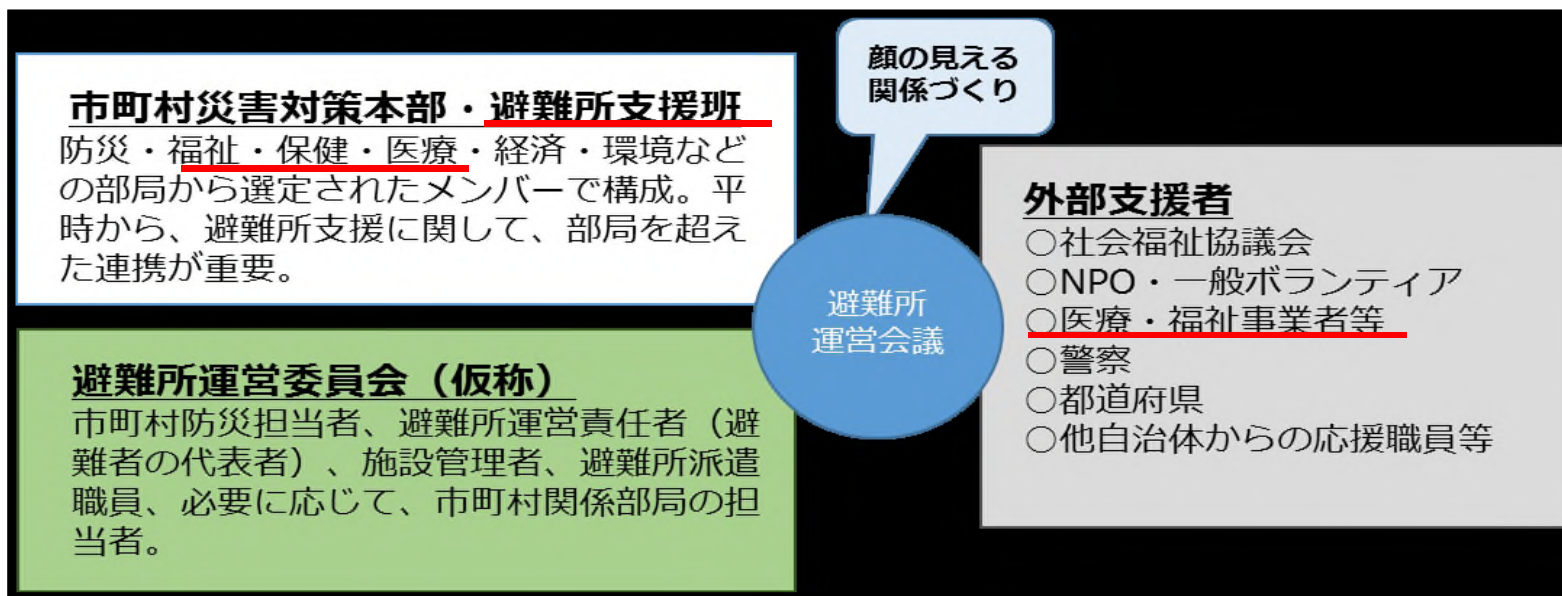 市町村災害対策本部・避難所支援班
防災・福祉・保健・医療・経済・環境など
の部局から選定されたメンバーで構成。平
時から、避難所支援に関して、部局を超え
た連携が重要。
避難所運営委員会（仮称）
市町村防災担当者、避難所運営責任者（避
難者の代表者）、施設管理者、避難所派遣
職員、必要に応じて、市町村関係部局の担
当者。
顔の見える
関係づくり
避難所
運営会議
外部支援者
○社会福祉協議会
○NPO・一般ボランティア
○医療・福祉事業者等
○警察
○都道府県
○他自治体からの応援職員等